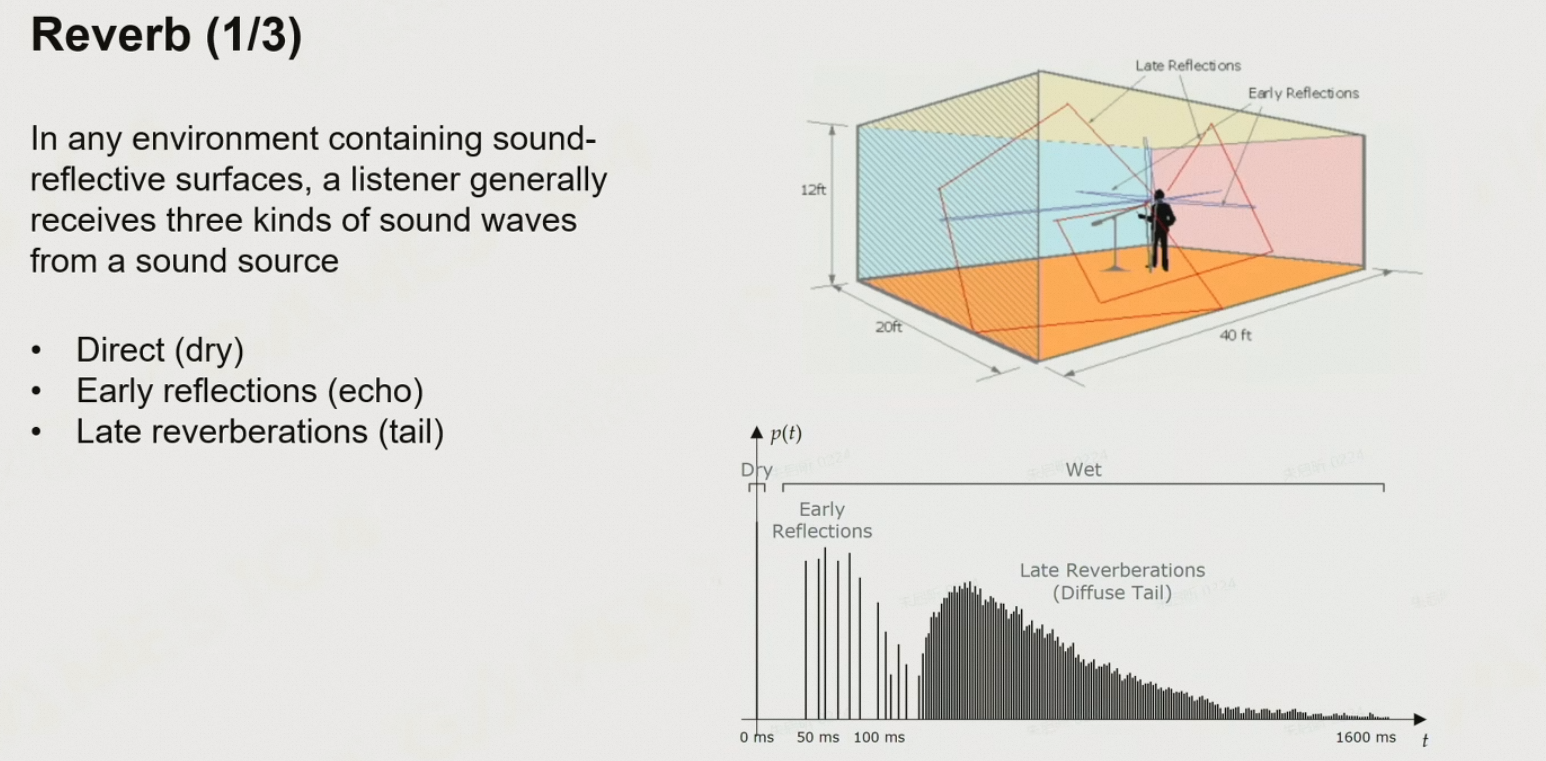 Reverb (1/3)
In any environment containing sound-
reflective surfaces, a listener generally
receives three kinds of sound waves
from a sound source
• Direct (dry)
• Early reflections (echo)
• Late reverberations (tail)
Late Reflections
Early Reflections
12ft
20ft
40 ft
p(t)
Dry
Wet
Early
Reflections
Late Reverberations
(Diffuse Tail)
0 ms
50 ms
100 ms
1600 ms
t